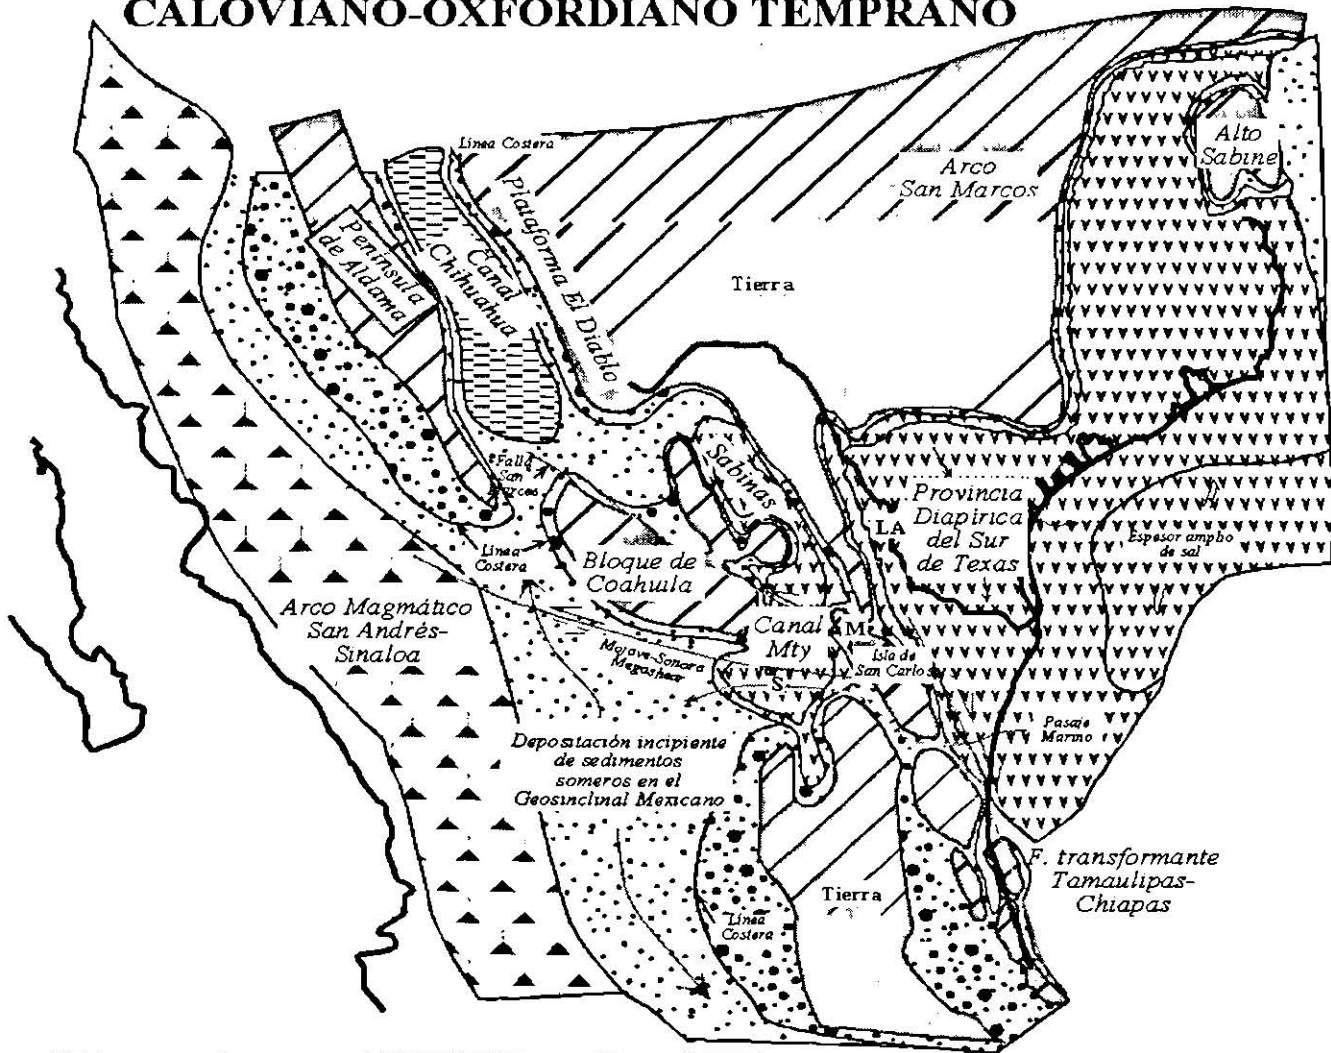 CALOVIANO-OXFORDIANO TEMPRANO
Línea Costera
Alto
Sabine
Arco
San Marcos
Plataforma El Diablo
Canal
Chihuahua
Península
de Aldama
Tierra
Sabinas
Falla
San
Marcos
Provincia
Diapírica
del Sur
de Texas
LA
Espesor amplio
de sal
Línea
Costera
Bloque de
Coahuila
Arco Magmático
San Andrés-
Sinaloa
Canal
Mty
M
Isla de
San Carlos
Mojave-Sonora
Megashear
S
Pasaje
Marino
Depositación incipiente
de sedimentos
someros en el
Geosinclinal Mexicano
F. transformante
Tamaulipas-
Chiapas
Tierra
Línea
Costera